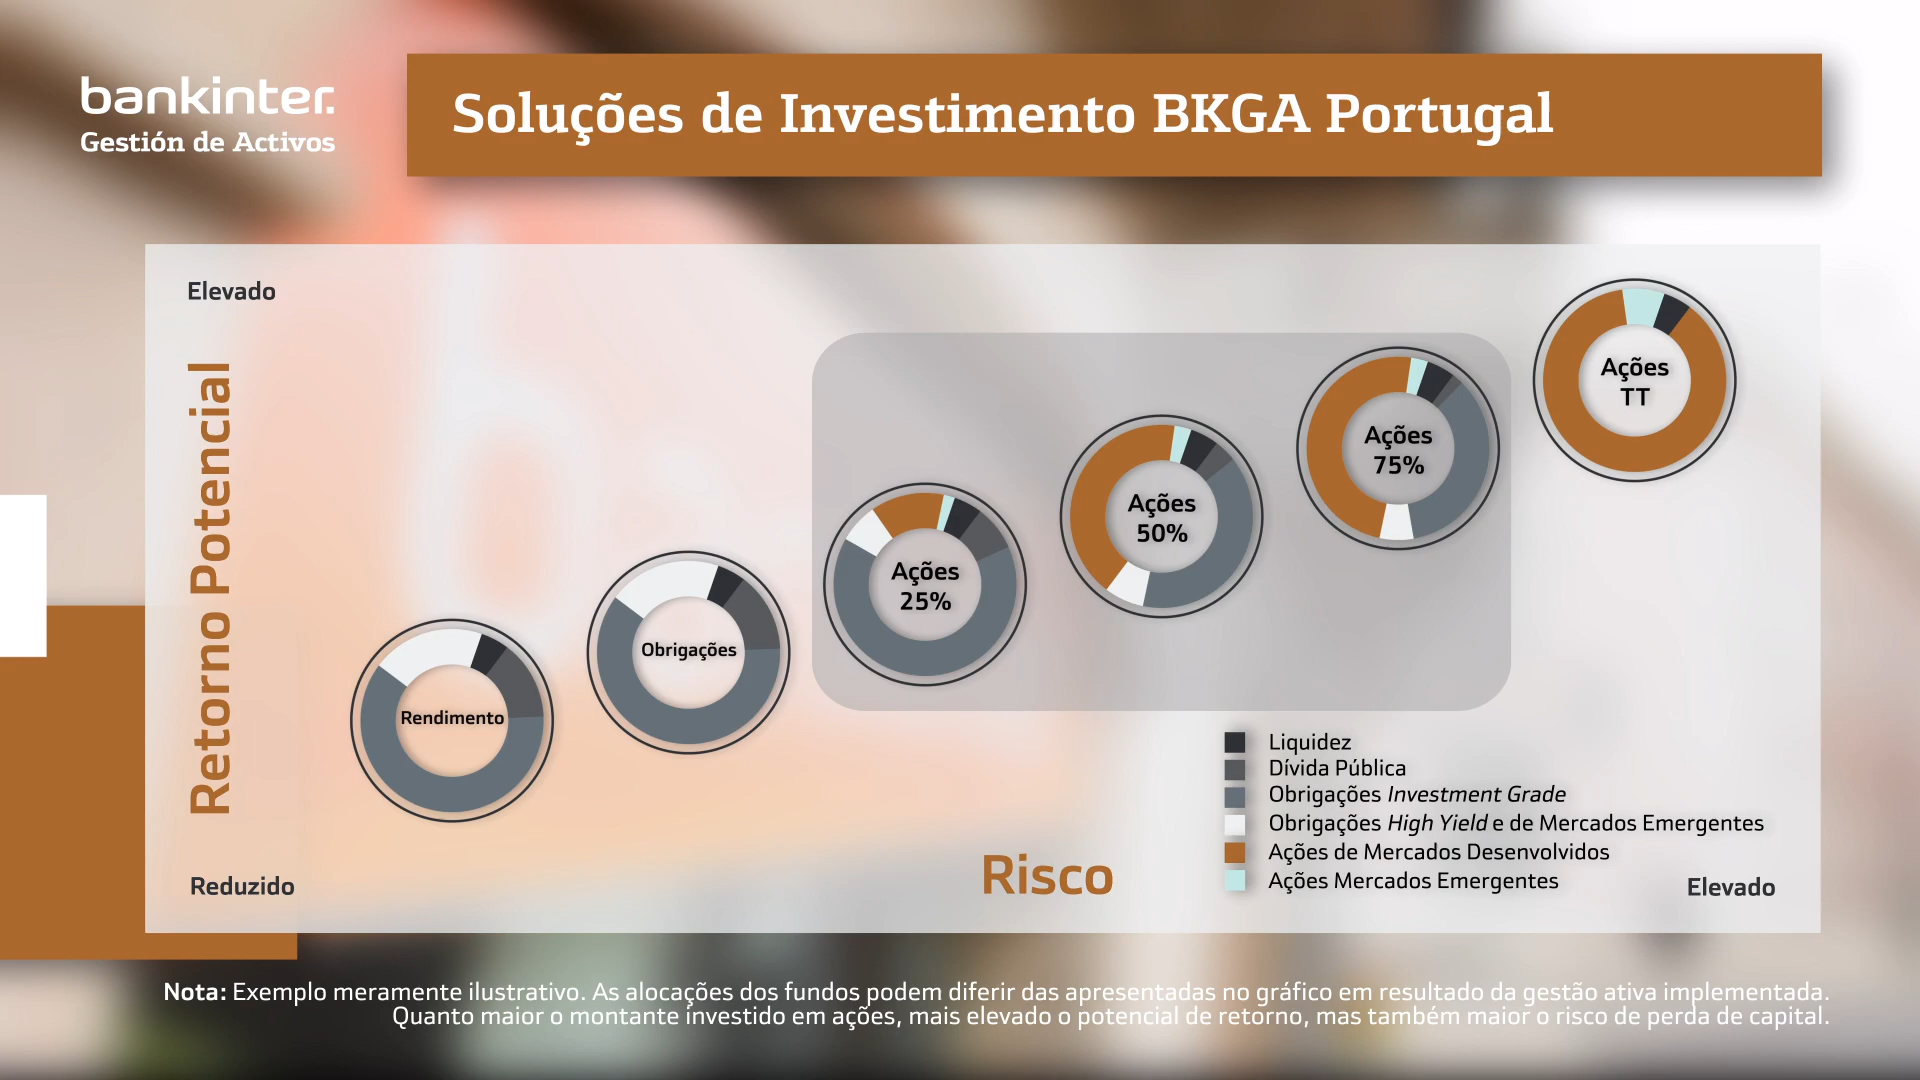 bankinter.
Gestión de Activos
Soluções de Investimento BKGA Portugal
Elevado
Retorno Potencial
Reduzido
Rendimento
Obrigações
Ações
25%
Ações
50%
Ações
75%
Ações
TT
Liquidez
Dívida Pública
Obrigações Investment Grade
Obrigações High Yield e de Mercados Emergentes
Ações de Mercados Desenvolvidos
Ações Mercados Emergentes
Risco
Elevado
Nota: Exemplo meramente ilustrativo. As alocações dos fundos podem diferir das apresentadas no gráfico em resultado da gestão ativa implementada.
Quanto maior o montante investido em ações, mais elevado o potencial de retorno, mas também maior o risco de perda de capital.